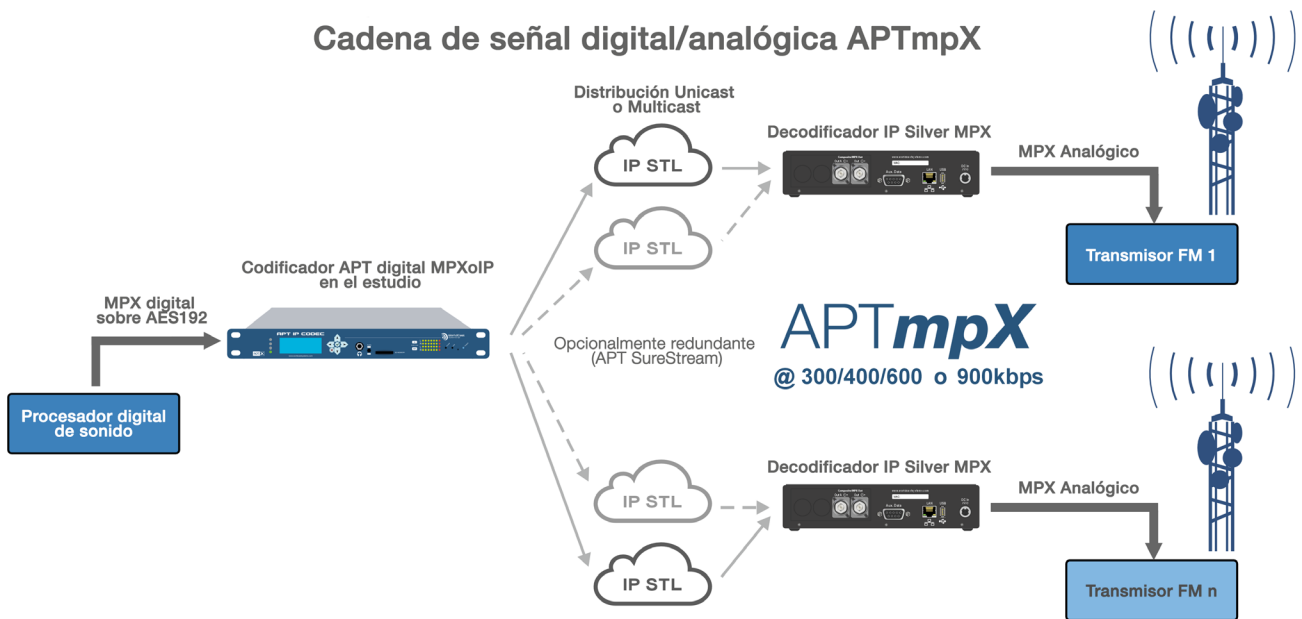 Cadena de señal digital/analógica APTmpX
Distribución Unicast
o Multicast
IP STL
IP STL
Decodificador IP Silver MPX
MPX Analógico
Transmisor FM 1
Codificador APT digital MPXoIP
en el estudio
MPX digital
sobre AES192
APT IP CODEC
Procesador digital
de sonido
Opcionalmente redundante
(APT SureStream)
APTmpX
@ 300/400/600 o 900kbps
IP STL
IP STL
Decodificador IP Silver MPX
MPX Analógico
Transmisor FM n